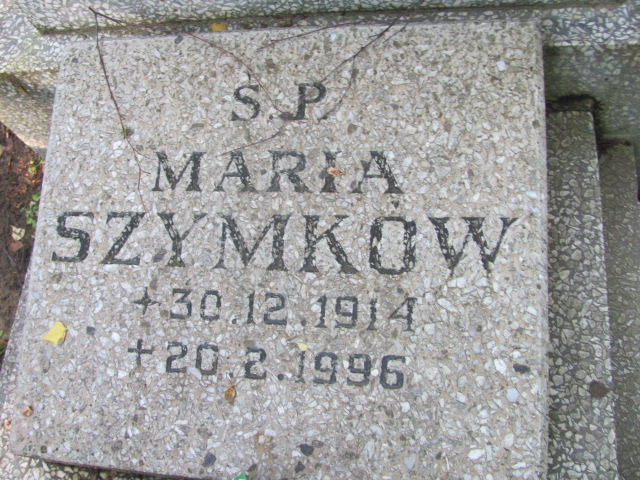 S.P.
MARIA
SZYMKÓW
+30.12.1914
+20.2.1996